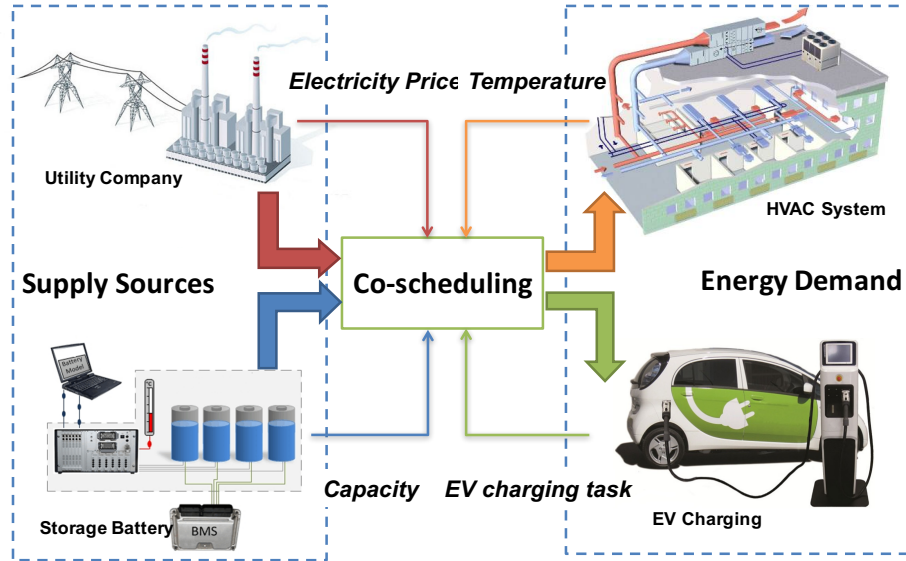 Electricity Price
Temperature
Utility Company
HVAC System
Supply Sources
Co-scheduling
Energy Demand
Battery
Model
°C
Capacity
EV charging task
Storage Battery
BMS
EV Charging